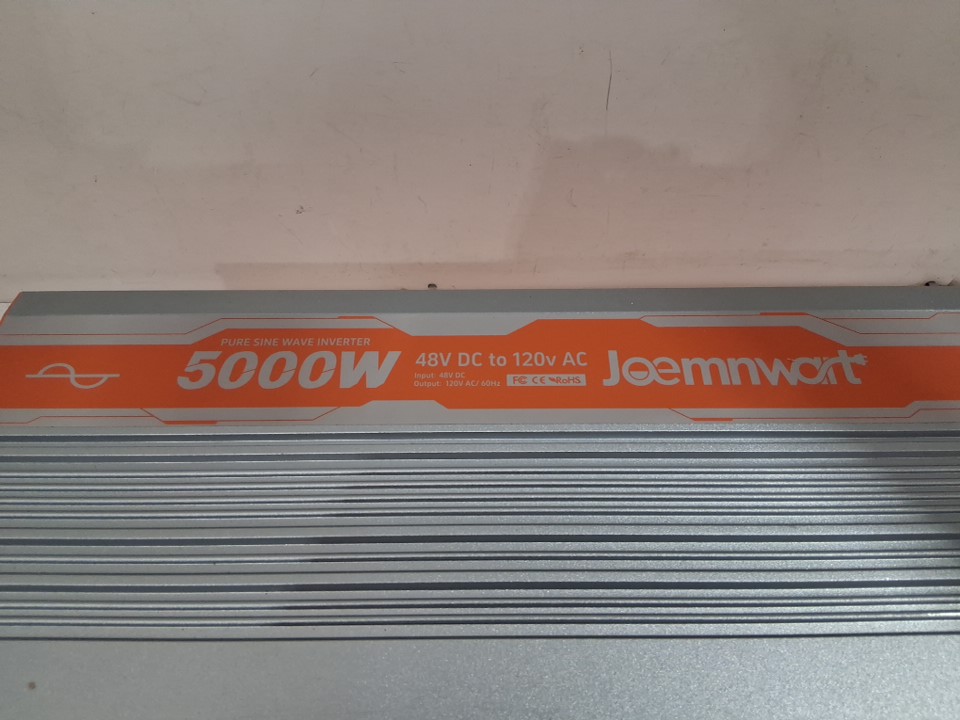 PURE SINE WAVE INVERTER
5000W
48V DC to 120v AC
Input: 48V DC
Output: 120V AC/ 60Hz
FC CE RoHS
Joemnwart